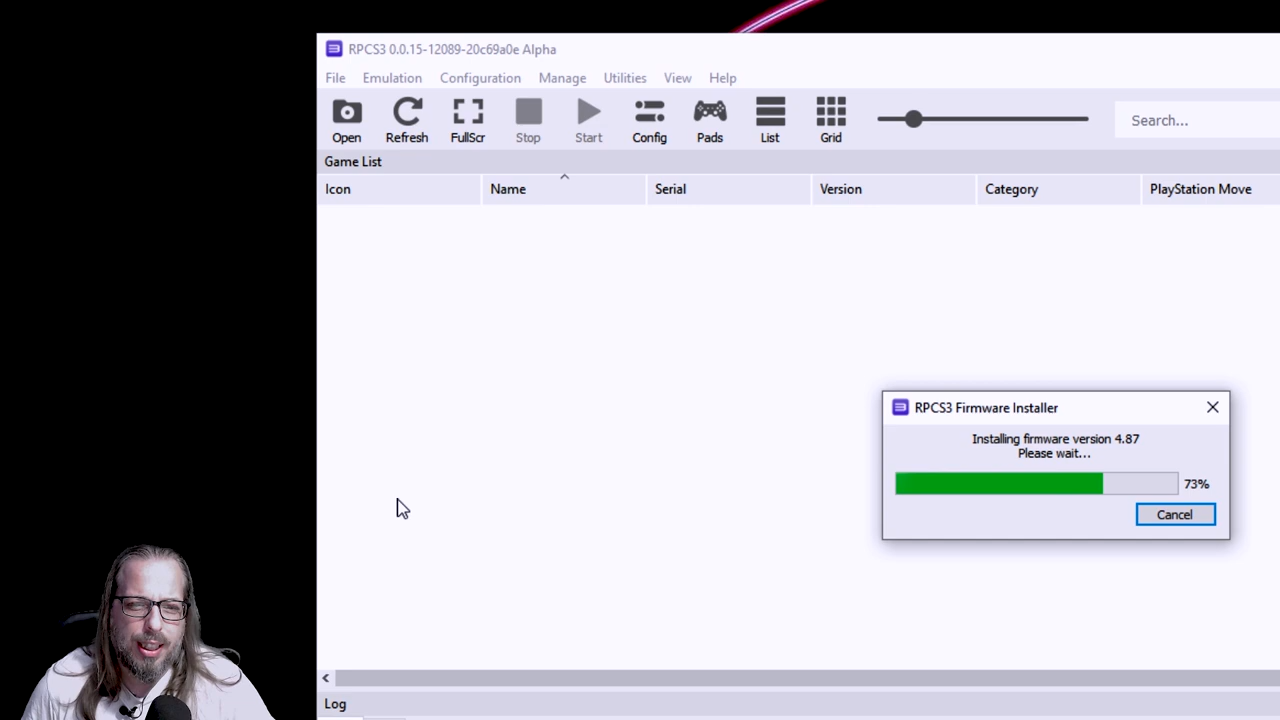 RPCS3 0.0.15-12089-20c69a0e Alpha
File Emulation Configuration Manage Utilities View Help
Open Refresh FullScr Stop Start Config Pads List Grid Search...
Game List
Icon Name Serial Version Category PlayStation Move
RPCS3 Firmware Installer
Installing firmware version 4.87
Please wait...
73%
Cancel
Log